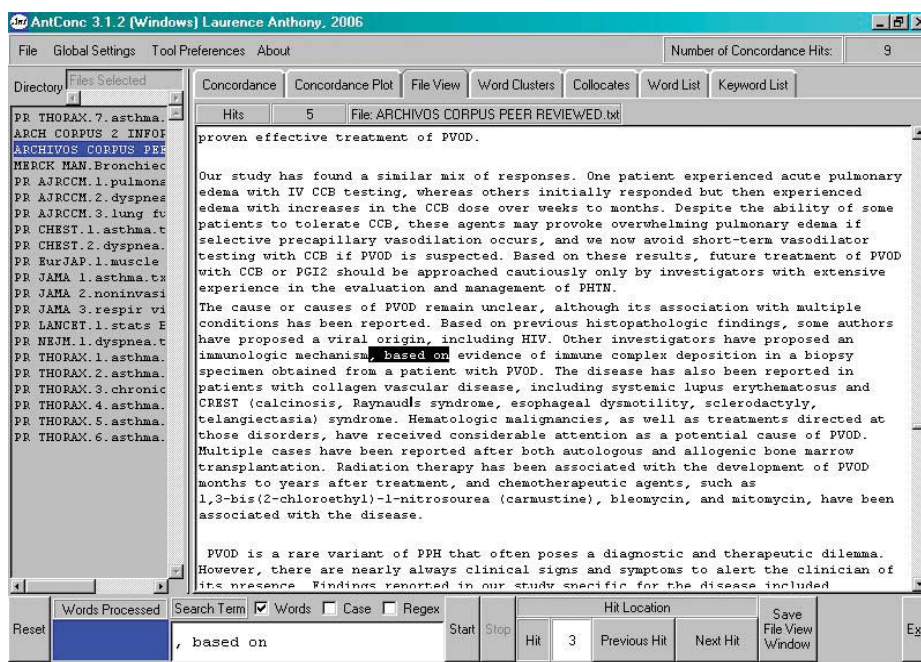 AntConc 3.1.2 (Windows) Laurence Anthony, 2006
File Global Settings Tool Preferences About Number of Concordance Hits: 9
Directory Files Selected
Concordance Concordance Plot File View Word Clusters Collocates Word List Keyword List
Hits 5 File: ARCHIVOS CORPUS PEER REVIEWED.txt
PR THORAX.7.asthma.
ARCH CORPUS 2 INFOR
ARCHIVOS CORPUS PEE
MERCK MAN.Bronchiec
PR AJRCCM.1.pulmona
PR AJRCCM.2.dyspnea
PR AJRCCM.3.lung fu
PR CHEST.1.asthma.t
PR CHEST.2.dyspnea.
PR EurJAP.1.muscle
PR JAMA 1.asthma.tx
PR JAMA 2.noninvasi
PR JAMA 3.respir vi
PR LANCET.1.stats E
PR NEJM.1.dyspnea.t
PR THORAX.1.asthma.
PR THORAX.2.asthma.
PR THORAX.3.chronic
PR THORAX.4.asthma.
PR THORAX.5.asthma.
PR THORAX.6.asthma.
proven effective treatment of PVOD.
Our study has found a similar mix of responses. One patient experienced acute pulmonary
edema with IV CCB testing, whereas others initially responded but then experienced
edema with increases in the CCB dose over weeks to months. Despite the ability of some
patients to tolerate CCB, these agents may provoke overwhelming pulmonary edema if
selective precapillary vasodilation occurs, and we now avoid short-term vasodilator
testing with CCB if PVOD is suspected. Based on these results, future treatment of PVOD
with CCB or PGI2 should be approached cautiously only by investigators with extensive
experience in the evaluation and management of PHTN.
The cause or causes of PVOD remain unclear, although its association with multiple
conditions has been reported. Based on previous histopathologic findings, some authors
have proposed a viral origin, including HIV. Other investigators have proposed an
immunologic mechanism, based on evidence of immune complex deposition in a biopsy
specimen obtained from a patient with PVOD. The disease has also been reported in
patients with collagen vascular disease, including systemic lupus erythematosus and
CREST (calcinosis, Raynaud|s syndrome, esophageal dysmotility, sclerodactyly,
telangiectasia) syndrome. Hematologic malignancies, as well as treatments directed at
those disorders, have received considerable attention as a potential cause of PVOD.
Multiple cases have been reported after both autologous and allogenic bone marrow
transplantation. Radiation therapy has been associated with the development of PVOD
months to years after treatment, and chemotherapeutic agents, such as
1,3-bis(2-chloroethyl)-1-nitrosourea (carmustine), bleomycin, and mitomycin, have been
associated with the disease.
PVOD is a rare variant of PPH that often poses a diagnostic and therapeutic dilemma.
However, there are nearly always clinical signs and symptoms to alert the clinician of
its presence. Findings reported in our study specific for the disease included
Words Processed Search Term Words Case Regex Hit Location
Reset Start Stop Hit 3 Previous Hit Next Hit Save File View Window Ex
, based on